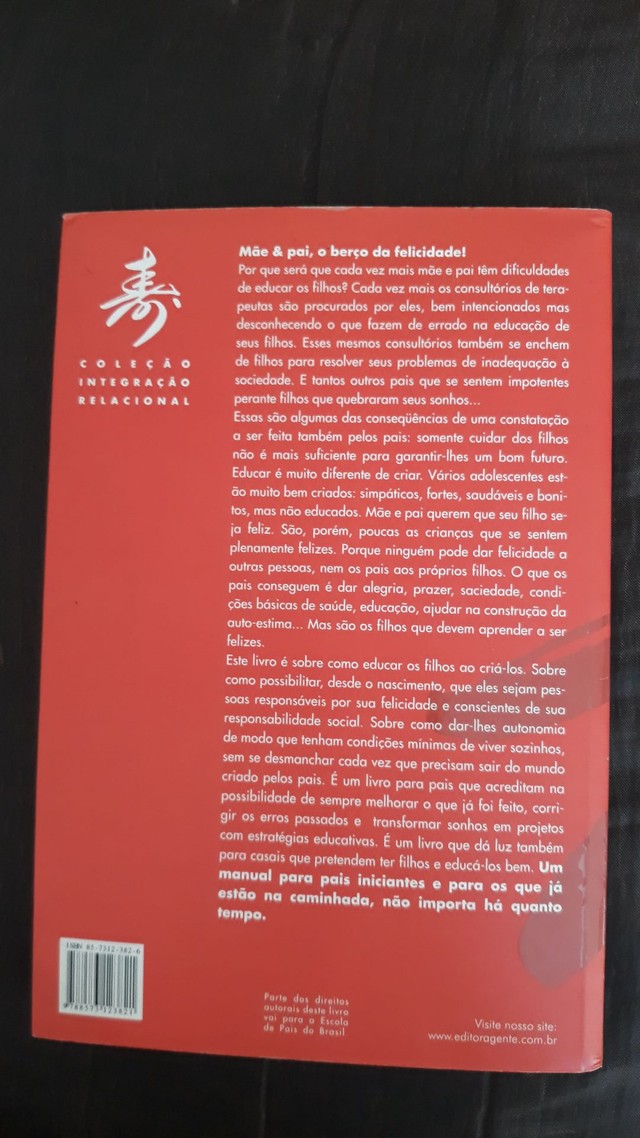 Mãe & pai, o berço da felicidade!
Por que será que cada vez mais mãe e pai têm dificuldades
de educar os filhos? Cada vez mais os consultórios de tera-
peutas são procurados por eles, bem intencionados mas
desconhecendo o que fazem de errado na educação de
seus filhos. Esses mesmos consultórios também se enchem
de filhos para resolver seus problemas de inadequação à
sociedade. E tantos outros pais que se sentem impotentes
perante filhos que quebraram seus sonhos...
Essas são algumas das conseqüências de uma constatação
a ser feita também pelos pais: somente cuidar dos filhos
não é mais suficiente para garantir-lhes um bom futuro.
Educar é muito diferente de criar. Vários adolescentes est-
ão muito bem criados: simpáticos, fortes, saudáveis e boni-
tos, mas não educados. Mãe e pai querem que seu filho se-
ja feliz. São, porém, poucas as crianças que se sentem
plenamente felizes. Porque ninguém pode dar felicidade a
outras pessoas, nem os pais aos próprios filhos. O que os
pais conseguem é dar alegria, prazer, saciedade, condi-
ções básicas de saúde, educação, ajudar na construção da
auto-estima... Mas são os filhos que devem aprender a ser
felizes.
Este livro é sobre como educar os filhos ao criá-los. Sobre
como possibilitar, desde o nascimento, que eles sejam pes-
soas responsáveis por sua felicidade e conscientes de sua
responsabilidade social. Sobre como dar-lhes autonomia
de modo que tenham condições mínimas de viver sozinhos,
sem se desmanchar cada vez que precisam sair do mundo
criado pelos pais. É um livro para pais que acreditam na
possibilidade de sempre melhorar o que já foi feito, corri-
gir os erros passados e transformar sonhos em projetos
com estratégias educativas. É um livro que dá luz também
para casais que pretendem ter filhos e educá-los bem. Um
manual para pais iniciantes e para os que já
estão na caminhada, não importa há quanto
tempo.
寿
COLEÇÃO
INTEGRAÇÃO
RELACIONAL
ISBN 85-7312-382-6
9 788573 123821
Parte dos direitos
autorais deste livro
vai para a Escola
de Pais do Brasil
Visite nosso site:
www.editoragente.com.br